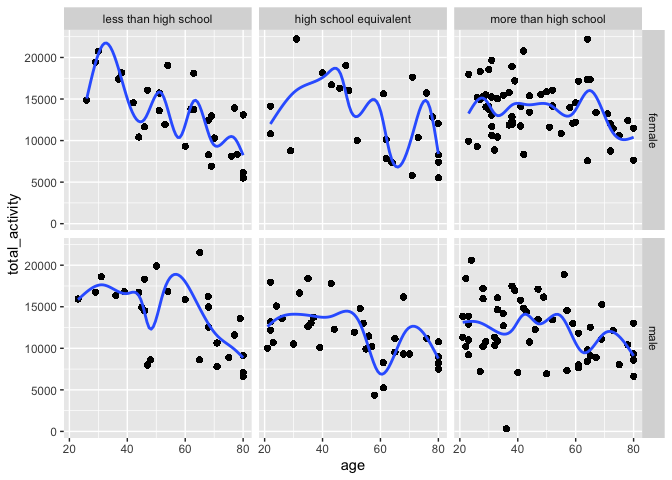 less than high school high school equivalent more than high school
20000
15000
10000
5000
0
female
total_activity
20000
15000
10000
5000
0
male
20 40 60 80 20 40 60 80 20 40 60 80
age